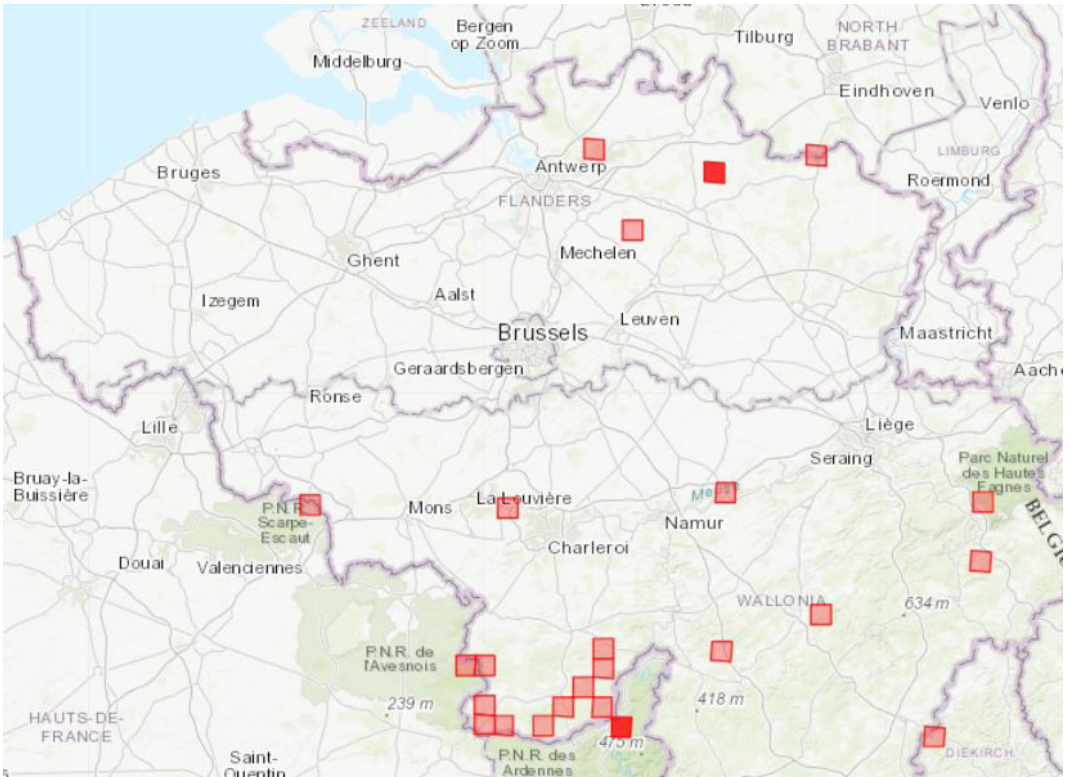 ZEELAND
Bergen
op Zoom
Tilburg
NORTH
BRABANT
Middelburg
Eindhoven
Venlo
LIMBURG
Bruges
Antwerp
Roermond
FLANDERS
Ghent
Mechelen
Izegem
Aalst
Brussels
Leuven
Maastricht
Geraardsbergen
Ronse
Lille
Liège
Seraing
Parc Naturel
des Hautes
Fagnes
Bruay-la-
Buissière
P.N.R.
Scarpe-
Escaut
Mons
La Louvière
Namur
Charleroi
Douai
Valenciennes
WALLONIA
634 m
P.N.R. de
l'Avesnois
239 m
418 m
HAUTS-DE-
FRANCE
475 m
DIEKIRCH
Saint-
Quentin
P.N.R. des
Ardennes